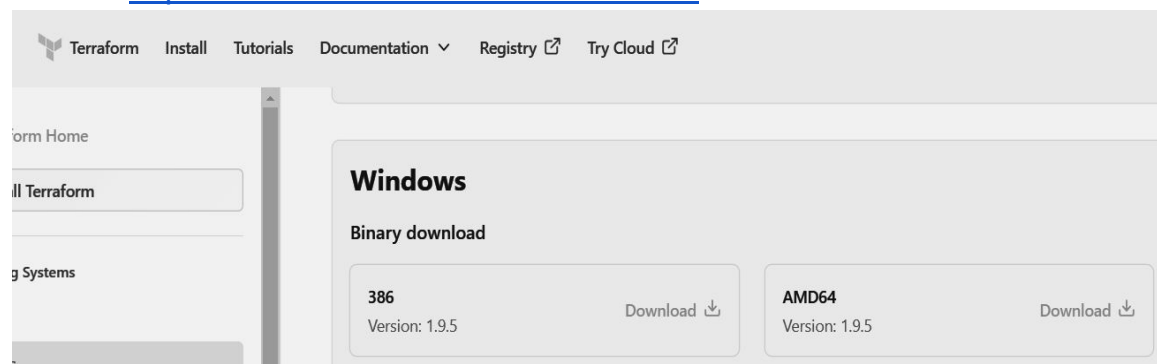 Terraform Install Tutorials Documentation Registry Try Cloud
form Home
ll Terraform
Windows
Binary download
g Systems
386 Download AMD64 Download
Version: 1.9.5 Version: 1.9.5